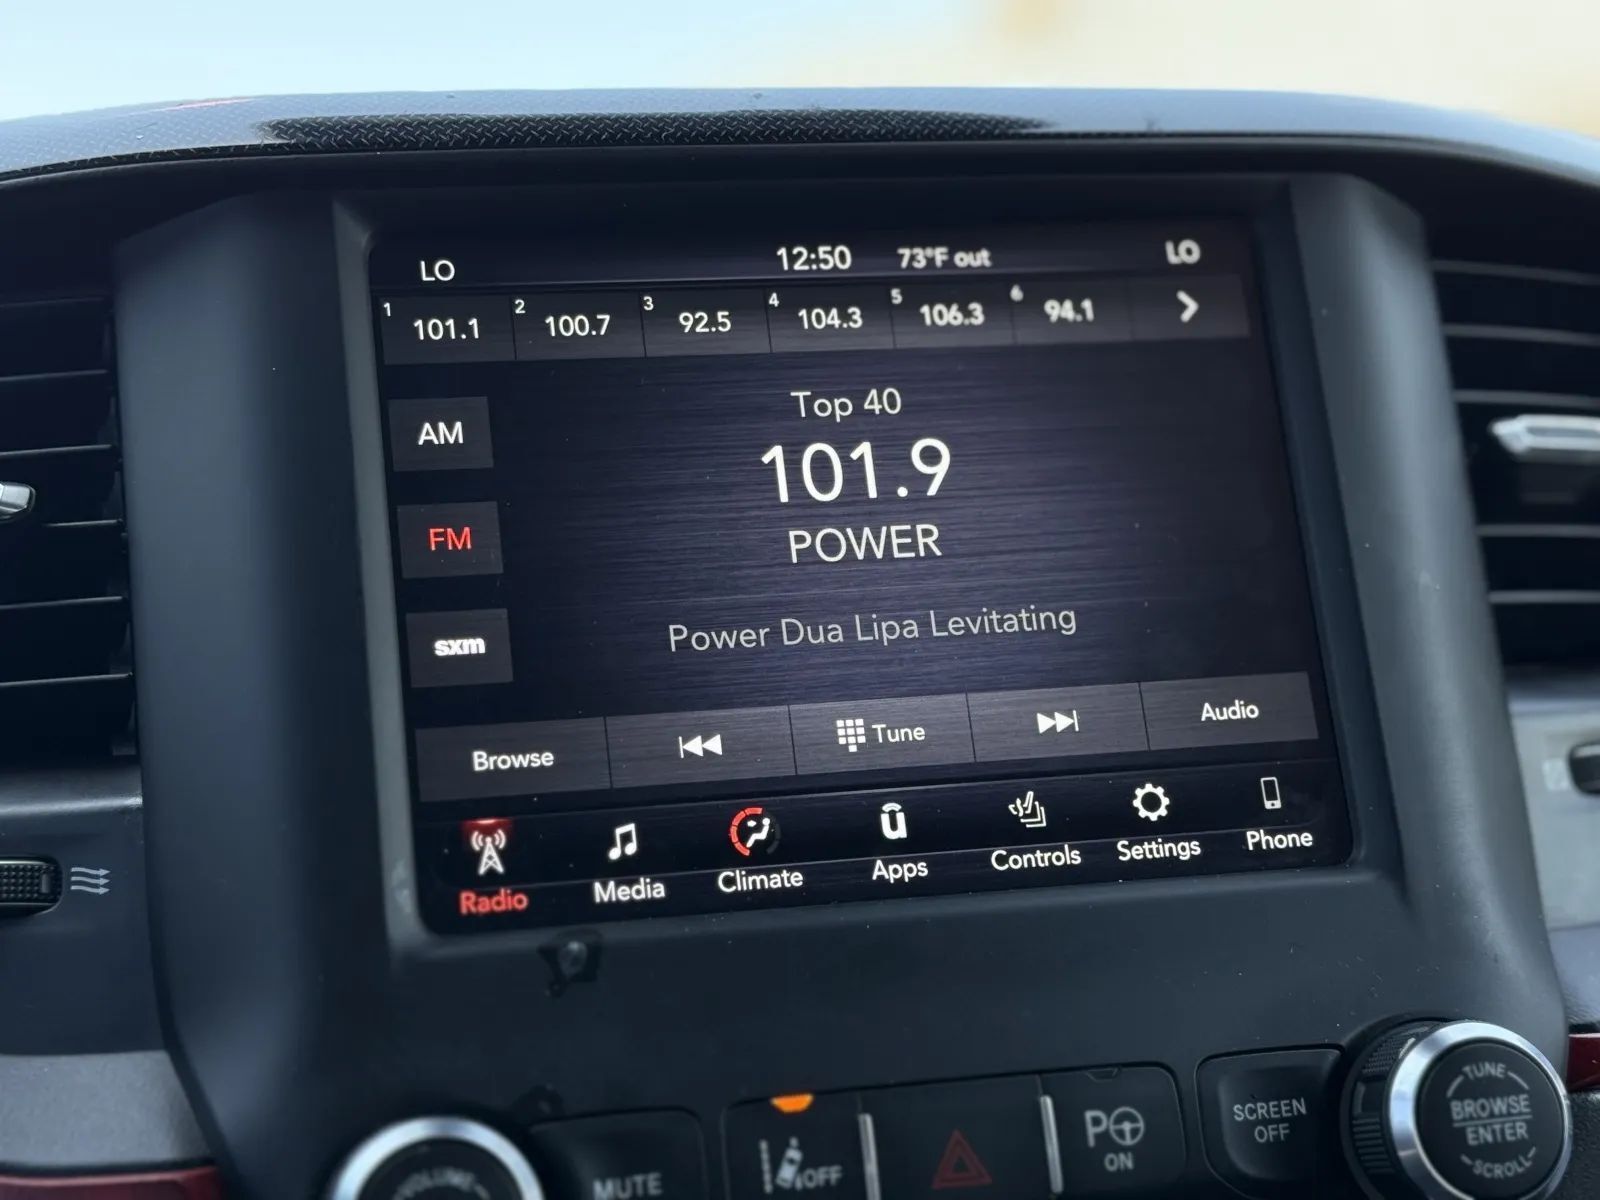 LO 12:50 73°F out LO
1 101.1 2 100.7 3 92.5 4 104.3 5 106.3 6 94.1
Top 40
AM
101.9
FM
POWER
sxm
Power Dua Lipa Levitating
Browse Tune Audio
Radio Media Climate Apps Controls Settings Phone
VOLUME
MUTE
OFF
P
ON
SCREEN
OFF
TUNE
BROWSE
ENTER
SCROLL